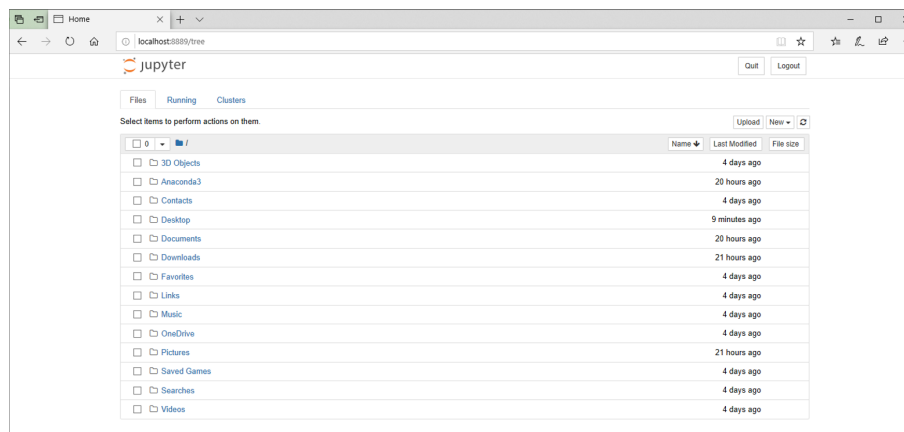 Home
localhost:8889/tree
jupyter
Quit Logout
Files Running Clusters
Select items to perform actions on them.
Upload New
0 / Name Last Modified File size
3D Objects 4 days ago
Anaconda3 20 hours ago
Contacts 4 days ago
Desktop 9 minutes ago
Documents 20 hours ago
Downloads 21 hours ago
Favorites 4 days ago
Links 4 days ago
Music 4 days ago
OneDrive 4 days ago
Pictures 21 hours ago
Saved Games 4 days ago
Searches 4 days ago
Videos 4 days ago